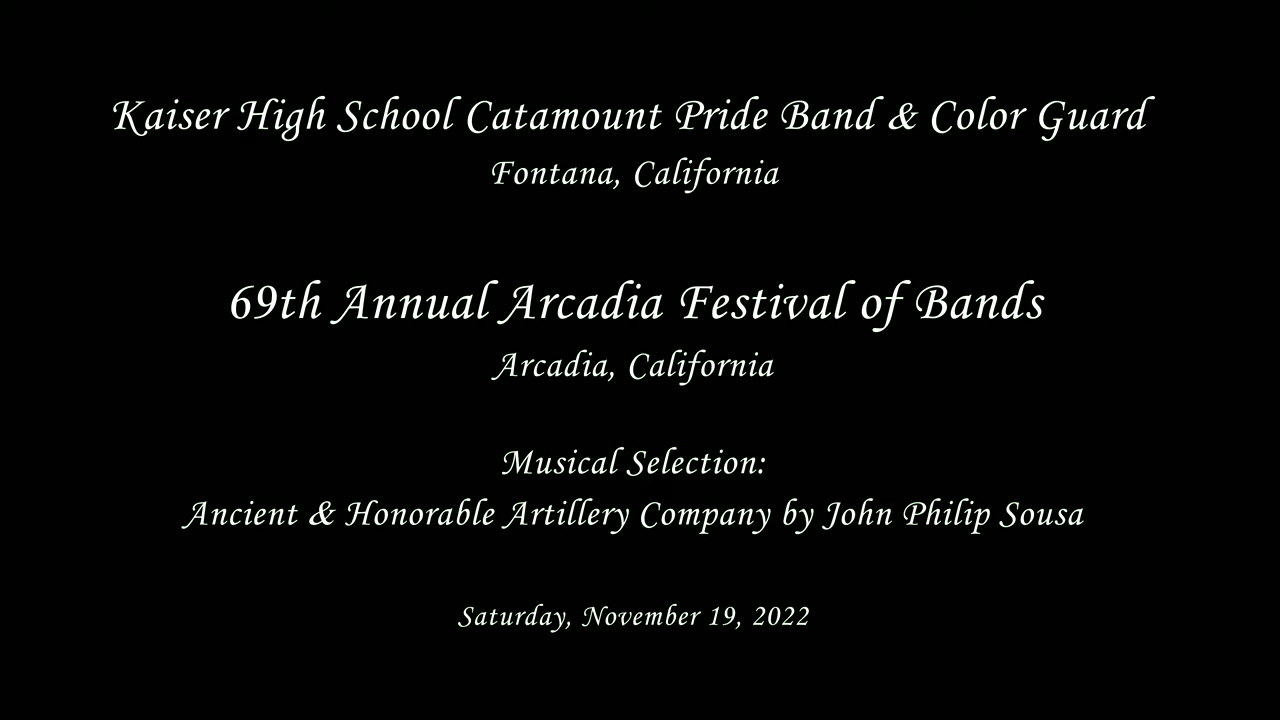 Kaiser High School Catamount Pride Band & Color Guard
Fontana, California
69th Annual Arcadia Festival of Bands
Arcadia, California
Musical Selection:
Ancient & Honorable Artillery Company by John Philip Sousa
Saturday, November 19, 2022